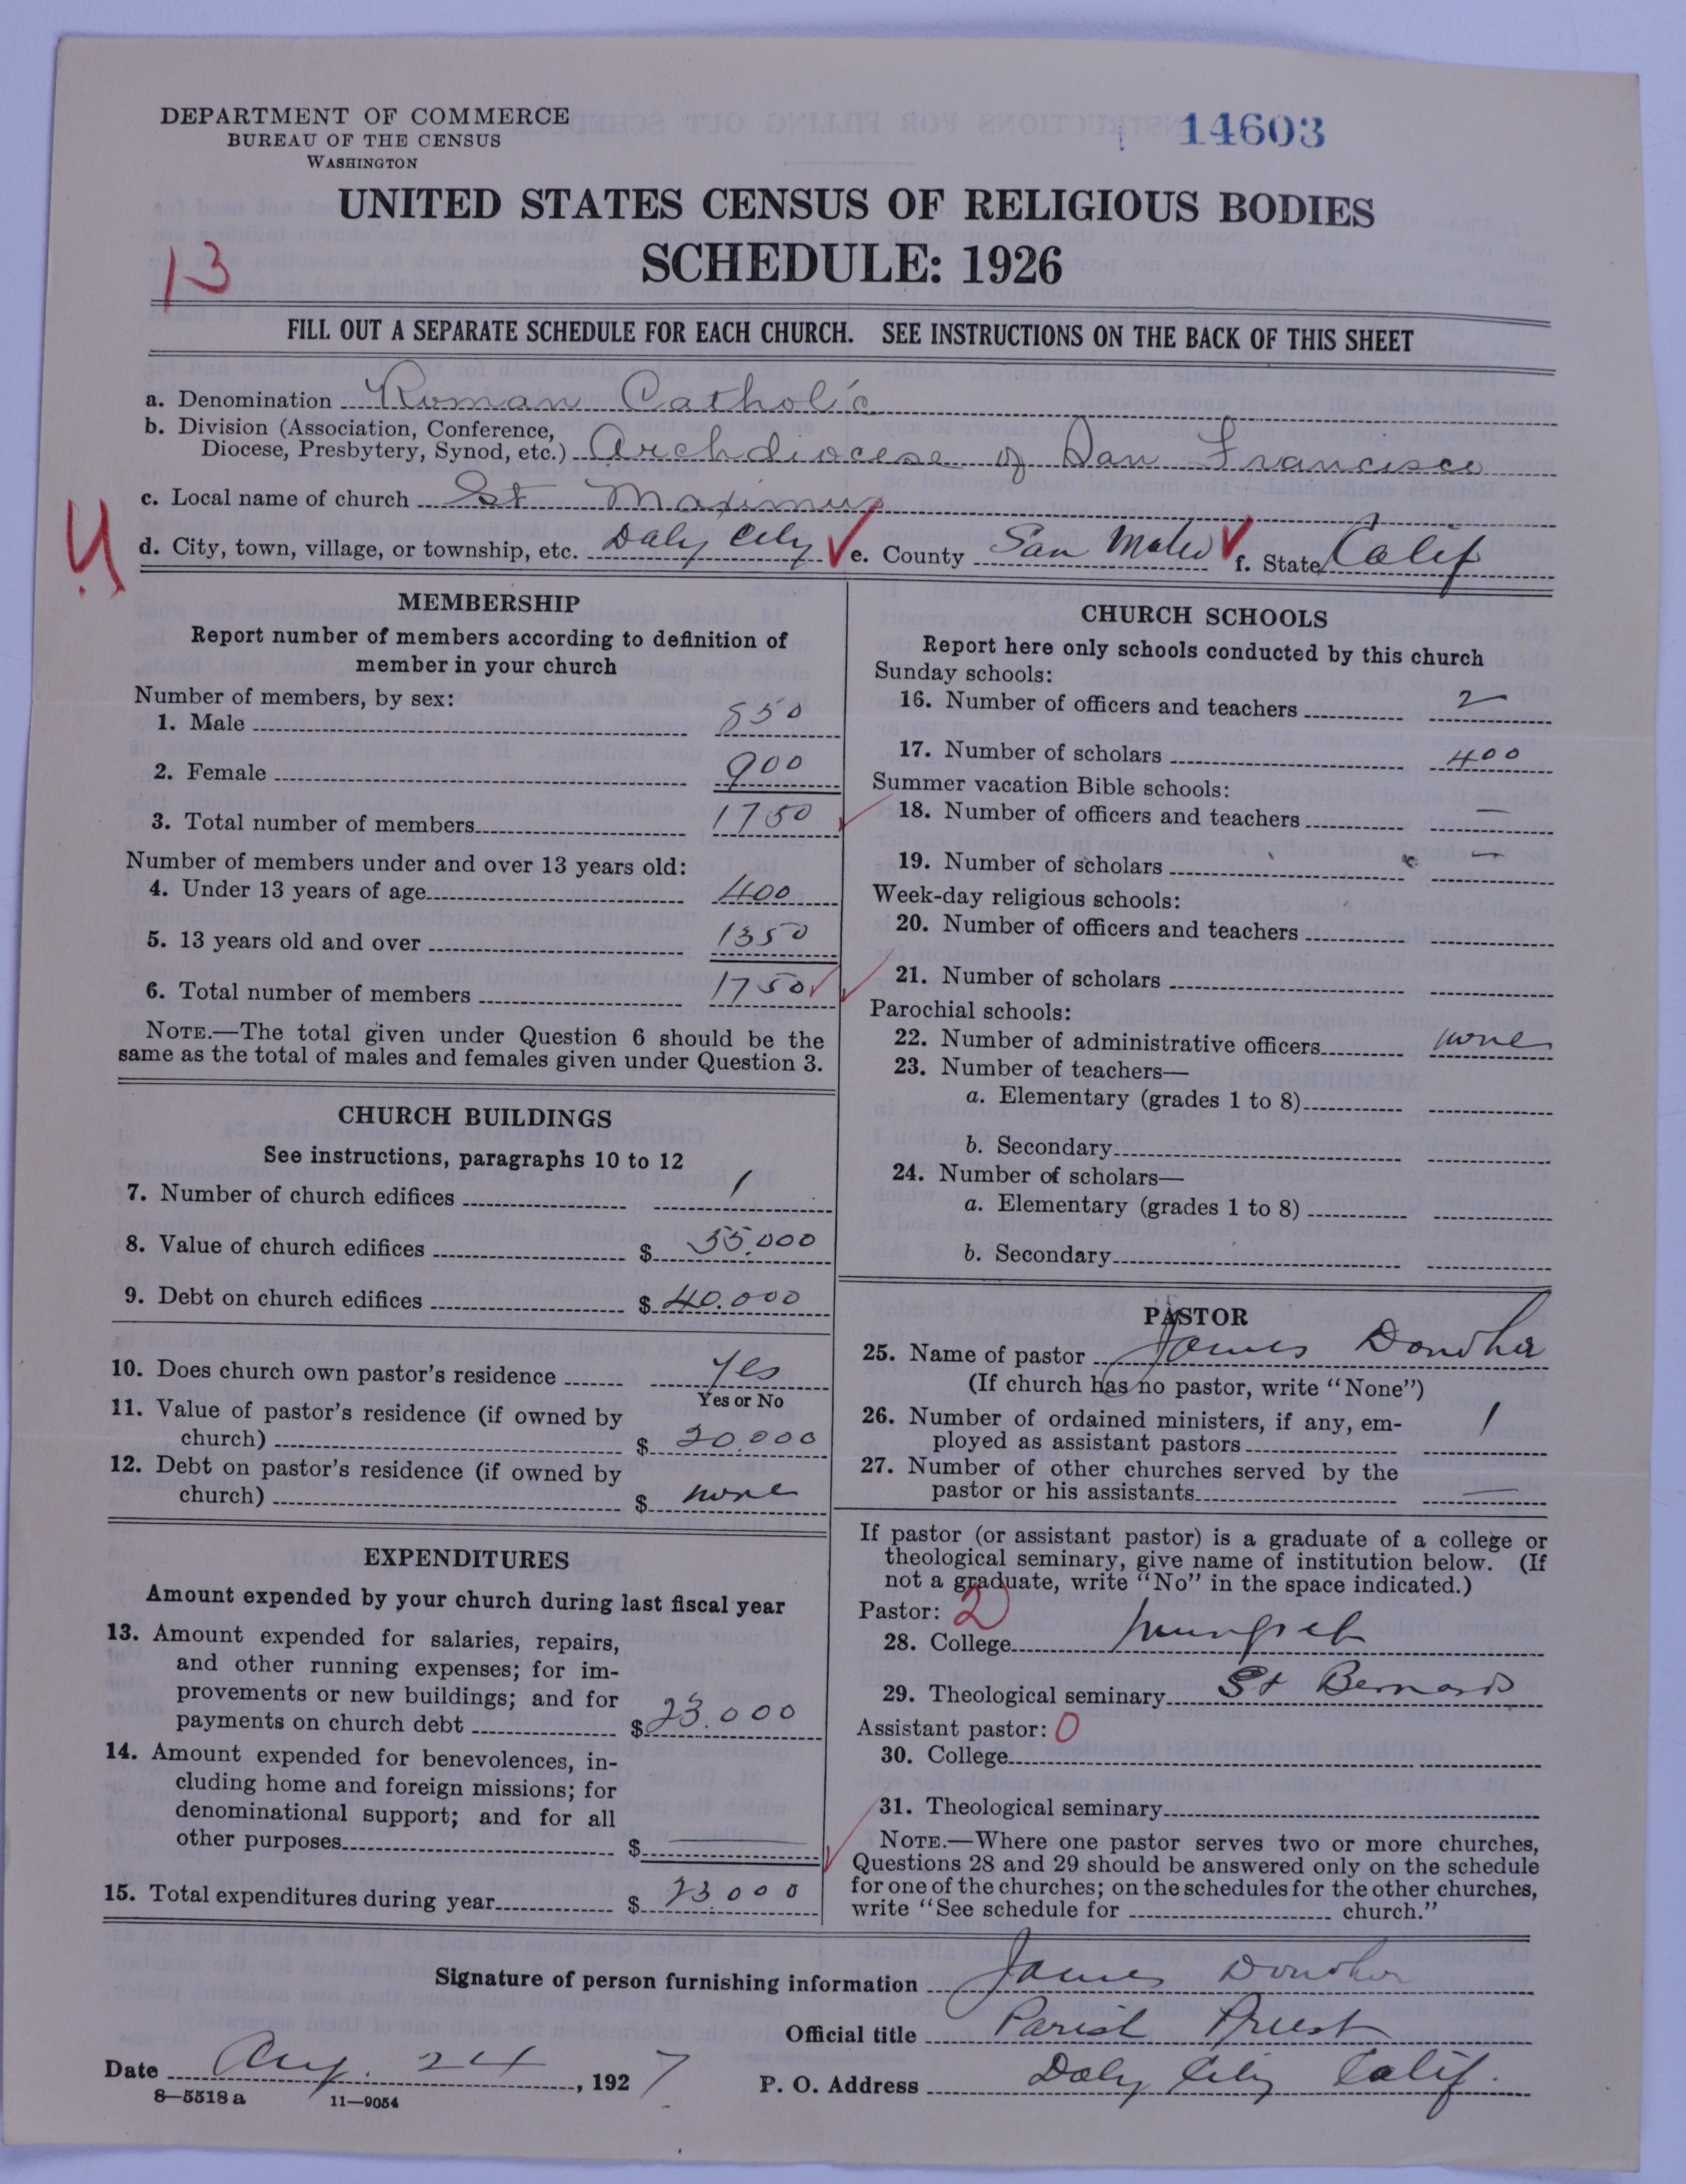 DEPARTMENT OF COMMERCE
BUREAU OF THE CENSUS
WASHINGTON
14603
UNITED STATES CENSUS OF RELIGIOUS BODIES
SCHEDULE: 1926
13
FILL OUT A SEPARATE SCHEDULE FOR EACH CHURCH. SEE INSTRUCTIONS ON THE BACK OF THIS SHEET
a. Denomination Roman Catholic
b. Division (Association, Conference,
Diocese, Presbytery, Synod, etc.) Archdiocese of San Francisco
c. Local name of church St Maximus
d. City, town, village, or township, etc. Daly City e. County San Mateo f. State Calif
MEMBERSHIP
Report number of members according to definition of
member in your church
Number of members, by sex:
1. Male 850
2. Female 900
3. Total number of members 1750
Number of members under and over 13 years old:
4. Under 13 years of age 400
5. 13 years old and over 1350
6. Total number of members 1750
NOTE.—The total given under Question 6 should be the
same as the total of males and females given under Question 3.
CHURCH BUILDINGS
See instructions, paragraphs 10 to 12
7. Number of church edifices 1
8. Value of church edifices $ 55.000
9. Debt on church edifices $ 40.000
10. Does church own pastor's residence Yes
Yes or No
11. Value of pastor's residence (if owned by
church) $ 20.000
12. Debt on pastor's residence (if owned by
church) $ none
EXPENDITURES
Amount expended by your church during last fiscal year
13. Amount expended for salaries, repairs,
and other running expenses; for im-
provements or new buildings; and for
payments on church debt $ 23.000
14. Amount expended for benevolences, in-
cluding home and foreign missions; for
denominational support; and for all
other purposes $ —
15. Total expenditures during year $ 23.000
CHURCH SCHOOLS
Report here only schools conducted by this church
Sunday schools:
16. Number of officers and teachers 2
17. Number of scholars 400
Summer vacation Bible schools:
18. Number of officers and teachers —
19. Number of scholars —
Week-day religious schools:
20. Number of officers and teachers
21. Number of scholars
Parochial schools:
22. Number of administrative officers none
23. Number of teachers—
a. Elementary (grades 1 to 8)
b. Secondary
24. Number of scholars—
a. Elementary (grades 1 to 8)
b. Secondary
PASTOR
25. Name of pastor James Donoher
(If church has no pastor, write "None")
26. Number of ordained ministers, if any, em-
ployed as assistant pastors 1
27. Number of other churches served by the
pastor or his assistants —
If pastor (or assistant pastor) is a graduate of a college or
theological seminary, give name of institution below. (If
not a graduate, write "No" in the space indicated.)
Pastor: 2
28. College
29. Theological seminary St Bernards
Assistant pastor: 0
30. College
31. Theological seminary
NOTE.—Where one pastor serves two or more churches,
Questions 28 and 29 should be answered only on the schedule
for one of the churches; on the schedules for the other churches,
write "See schedule for church."
Signature of person furnishing information James Donoher
Official title Parish Priest
Date Aug. 24, 1927 P. O. Address Daly City Calif.
8—5518 a 11—9054